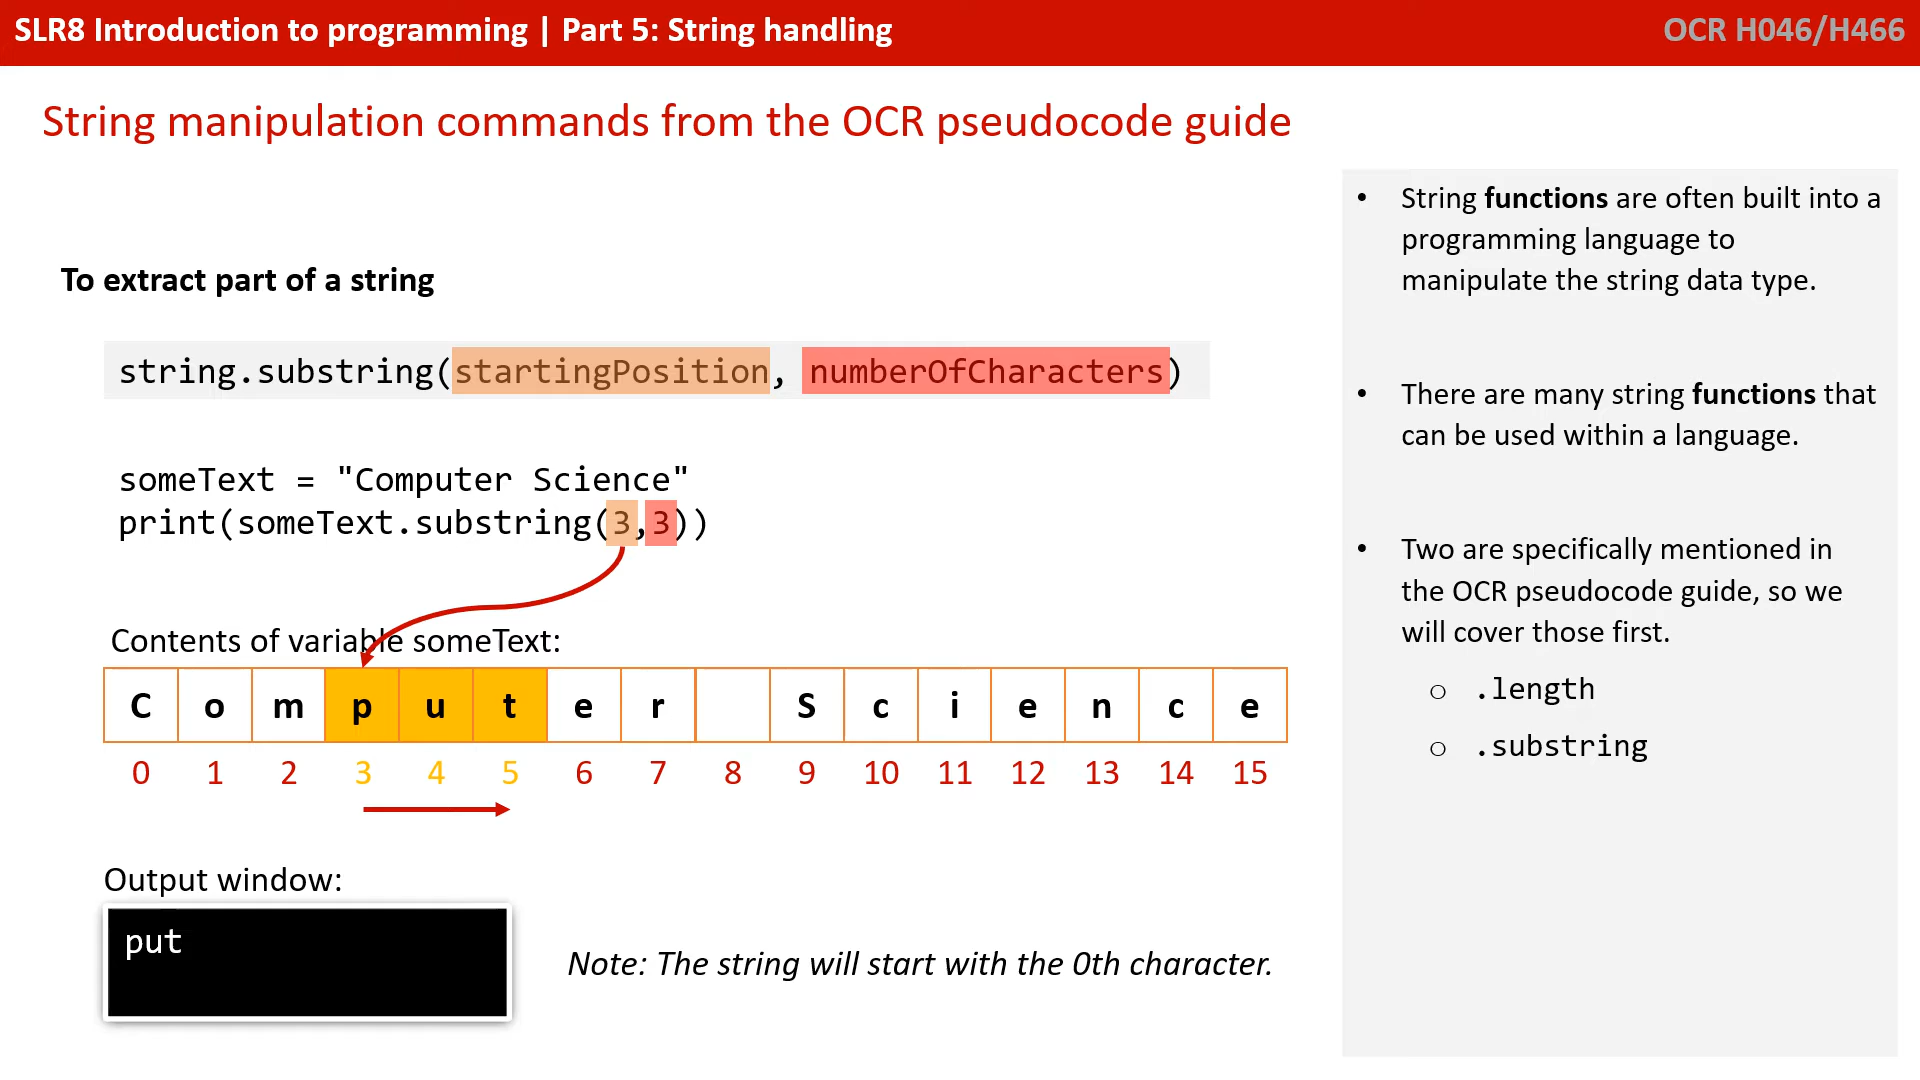 SLR8 Introduction to programming | Part 5: String handling
OCR H046/H466
String manipulation commands from the OCR pseudocode guide
To extract part of a string
string.substring(startingPosition, numberOfCharacters)
someText = "Computer Science"
print(someText.substring(3,3))
Contents of variable someText:
C o m p u t e r S c i e n c e
0 1 2 3 4 5 6 7 8 9 10 11 12 13 14 15
Output window:
put
Note: The string will start with the 0th character.
• String functions are often built into a
programming language to
manipulate the string data type.
• There are many string functions that
can be used within a language.
• Two are specifically mentioned in
the OCR pseudocode guide, so we
will cover those first.
o .length
o .substring